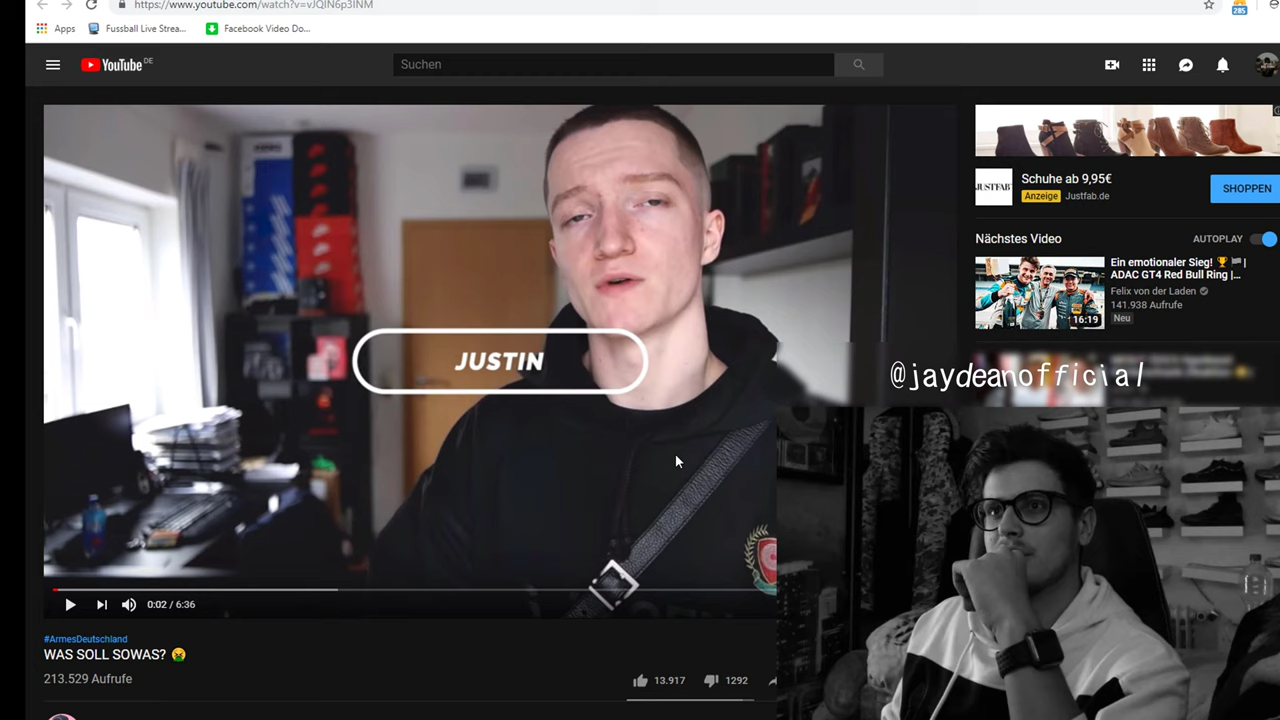 https://www.youtube.com/watch?v=vJQIN6p3INM
285
Apps
Fussball Live Strea...
Facebook Video Do...
YouTube DE
Suchen
JUSTIN
0:02 / 6:36
#ArmesDeutschland
WAS SOLL SOWAS?
213.529 Aufrufe
13.917
1292
JUSTFAB
Schuhe ab 9,95€
Anzeige
Justfab.de
SHOPPEN
Nächstes Video
AUTOPLAY
Ein emotionaler Sieg! |
ADAC GT4 Red Bull Ring |...
Felix von der Laden
141.938 Aufrufe
Neu
16:19
@jaydeanofficial